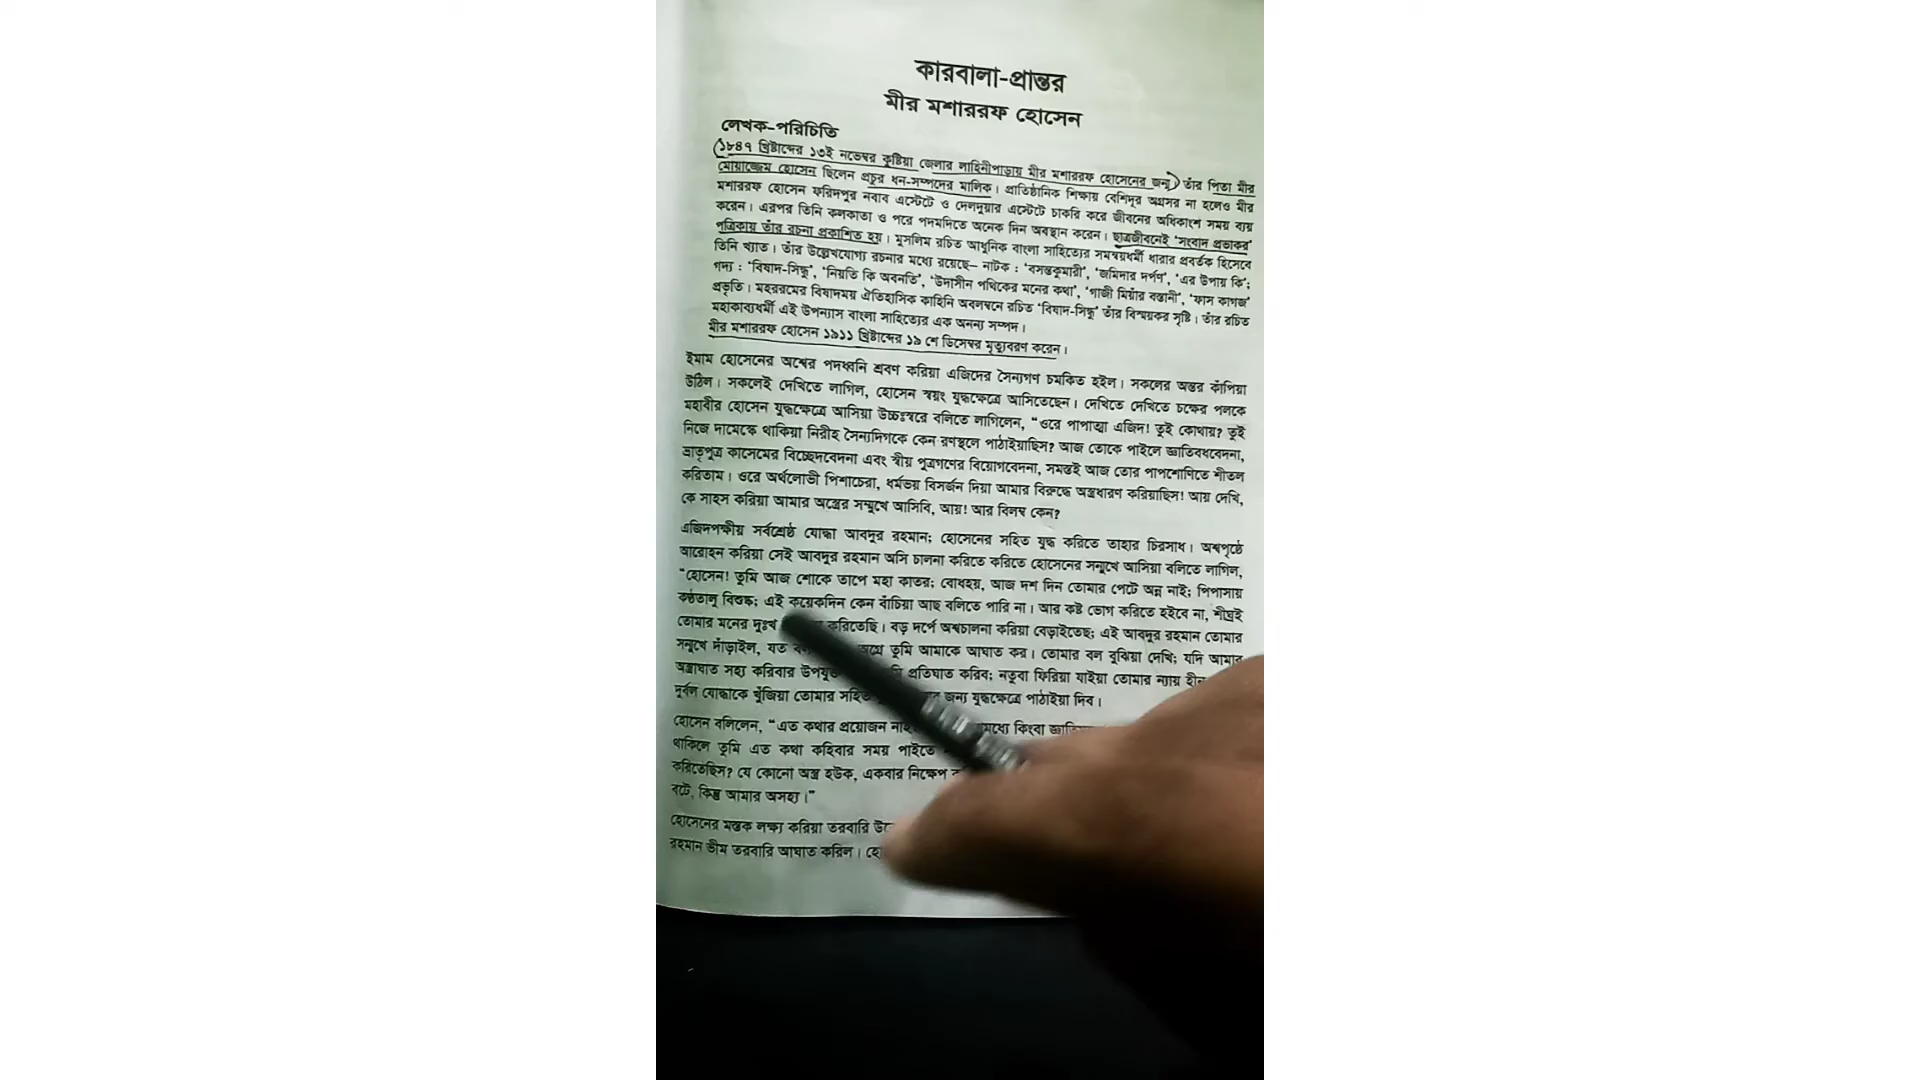 কারবালা-প্রান্তর
মীর মশাররফ হোসেন
লেখক-পরিচিতি
১৮৪৭ খ্রিষ্টাব্দের ১৩ই নভেম্বর কুষ্টিয়া জেলার লাহিনীপাড়ায় মীর মশাররফ হোসেনের জন্ম। তাঁর পিতা মীর
মোয়াজ্জেম হোসেন ছিলেন প্রচুর ধন-সম্পদের মালিক। প্রাতিষ্ঠানিক শিক্ষায় বেশিদূর অগ্রসর না হলেও মীর
মশাররফ হোসেন ফরিদপুর নবাব এস্টেটে ও দেলদুয়ার এস্টেটে চাকরি করে জীবনের অধিকাংশ সময় ব্যয়
করেন। এরপর তিনি কলকাতা ও পরে পদমদিতে অনেক দিন অবস্থান করেন। ছাত্রজীবনেই ‘সংবাদ প্রভাকর’
পত্রিকায় তাঁর রচনা প্রকাশিত হয়। মুসলিম রচিত আধুনিক বাংলা সাহিত্যের সমন্বয়ধর্মী ধারার প্রবর্তক হিসেবে
তিনি খ্যাত। তাঁর উল্লেখযোগ্য রচনার মধ্যে রয়েছে– নাটক : ‘বসন্তকুমারী’, ‘জমিদার দর্পণ’, ‘এর উপায় কি’;
গদ্য : ‘বিষাদ-সিন্ধু’, ‘নিয়তি কি অবনতি’, ‘উদাসীন পথিকের মনের কথা’, ‘গাজী মিয়াঁর বস্তানী’, ‘ফাস কাগজ’
প্রভৃতি। মহররমের বিষাদময় ঐতিহাসিক কাহিনি অবলম্বনে রচিত ‘বিষাদ-সিন্ধু’ তাঁর বিস্ময়কর সৃষ্টি। তাঁর রচিত
মহাকাব্যধর্মী এই উপন্যাস বাংলা সাহিত্যের এক অনন্য সম্পদ।
মীর মশাররফ হোসেন ১৯১১ খ্রিষ্টাব্দের ১৯ শে ডিসেম্বর মৃত্যুবরণ করেন।
ইমাম হোসেনের অশ্বের পদধ্বনি শ্রবণ করিয়া এজিদের সৈন্যগণ চমকিত হইল। সকলের অন্তর কাঁপিয়া
উঠিল। সকলেই দেখিতে লাগিল, হোসেন স্বয়ং যুদ্ধক্ষেত্রে আসিতেছেন। দেখিতে দেখিতে চক্ষের পলকে
মহাবীর হোসেন যুদ্ধক্ষেত্রে আসিয়া উচ্চঃস্বরে বলিতে লাগিলেন, “ওরে পাপাত্মা এজিদ! তুই কোথায়? তুই
নিজে দামেস্কে থাকিয়া নিরীহ সৈন্যদিগকে কেন রণস্থলে পাঠাইয়াছিস? আজ তোকে পাইলে জ্ঞাতিবধবেদনা,
ভ্রাতৃপুত্র কাসেমের বিচ্ছেদবেদনা এবং স্বীয় পুত্রগণের বিয়োগবেদনা, সমস্তই আজ তোর পাপশোণিতে শীতল
করিতাম। ওরে অর্থলোভী পিশাচেরা, ধর্মভয় বিসর্জন দিয়া আমার বিরুদ্ধে অস্ত্রধারণ করিয়াছিস! আয় দেখি,
কে সাহস করিয়া আমার অস্ত্রের সম্মুখে আসিবি, আয়! আর বিলম্ব কেন?
এজিদপক্ষীয় সর্বশ্রেষ্ঠ যোদ্ধা আবদুর রহমান; হোসেনের সহিত যুদ্ধ করিতে তাহার চিরসাধ। অশ্বপৃষ্ঠে
আরোহন করিয়া সেই আবদুর রহমান অসি চালনা করিতে করিতে হোসেনের সম্মুখে আসিয়া বলিতে লাগিল,
“হোসেন! তুমি আজ শোকে তাপে মহা কাতর; বোধহয়, আজ দশ দিন তোমার পেটে অন্ন নাই; পিপাসায়
কণ্ঠতালু বিশুষ্ক; এই কয়েকদিন কেন বাঁচিয়া আছ বলিতে পারি না। আর কষ্ট ভোগ করিতে হইবে না, শীঘ্রই
তোমার মনের দুঃখ করিতেছি। বড় দর্পে অশ্বচালনা করিয়া বেড়াইতেছ; এই আবদুর রহমান তোমার
সম্মুখে দাঁড়াইল, যত অগ্রে তুমি আমাকে আঘাত কর। তোমার বল বুঝিয়া দেখি; যদি আমার
অস্ত্রাঘাত সহ্য করিবার প্রতিঘাত করিব; নতুবা ফিরিয়া যাইয়া তোমার ন্যায়
দুর্বল যোদ্ধাকে খুঁজিয়া তোমার সহিত জন্য যুদ্ধক্ষেত্রে পাঠাইয়া দিব।
হোসেন বলিলেন, “এত কথার প্রয়োজন কিংবা
থাকিলে তুমি এত কথা কহিবার সময় পাইতে
করিতেছিস? যে কোনো অস্ত্র হউক, একবার নিক্ষেপ
বটে, কিন্তু আমার অসহ্য।”
হোসেনের মস্তক লক্ষ্য করিয়া তরবারি
রহমান ভীম তরবারি আঘাত করিল।